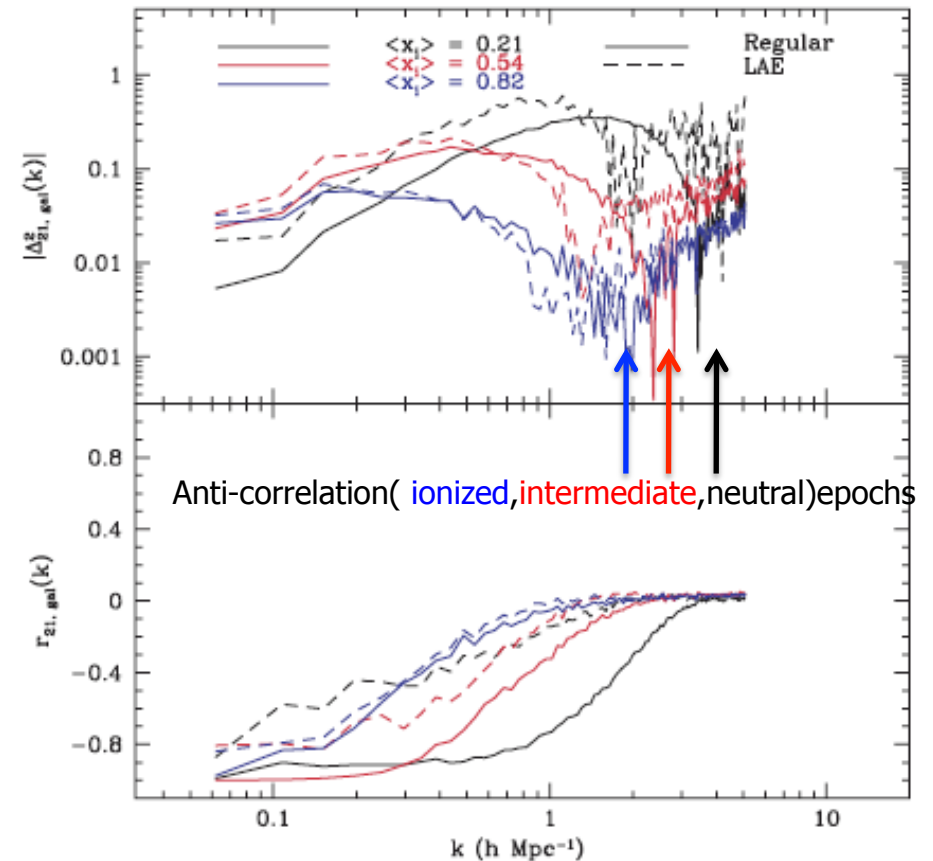 <x_i> = 0.21 Regular
<x_i> = 0.54 LAE
<x_i> = 0.82
|Δ²₂₁, gal(k)|
1
0.1
0.01
0.001
Anti-correlation( ionized,intermediate,neutral)epochs
r₂₁, gal(k)
0.8
0.4
0
−0.4
−0.8
0.1 1 10
k (h Mpc⁻¹)